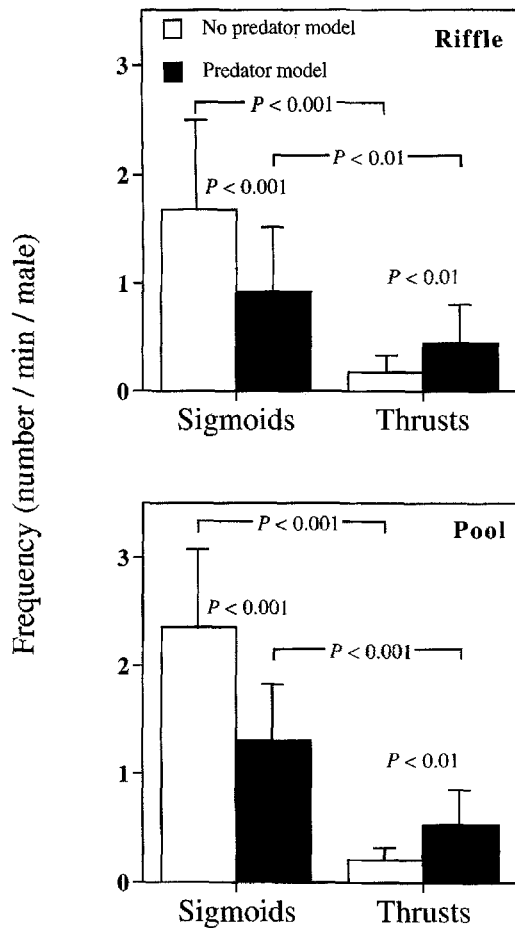 No predator model
Riffle
Predator model
3
P < 0.001
P < 0.01
2
P < 0.001
P < 0.01
1
0
Sigmoids
Thrusts
Frequency (number / min / male)
P < 0.001
Pool
3
P < 0.001
P < 0.001
2
P < 0.01
1
0
Sigmoids
Thrusts